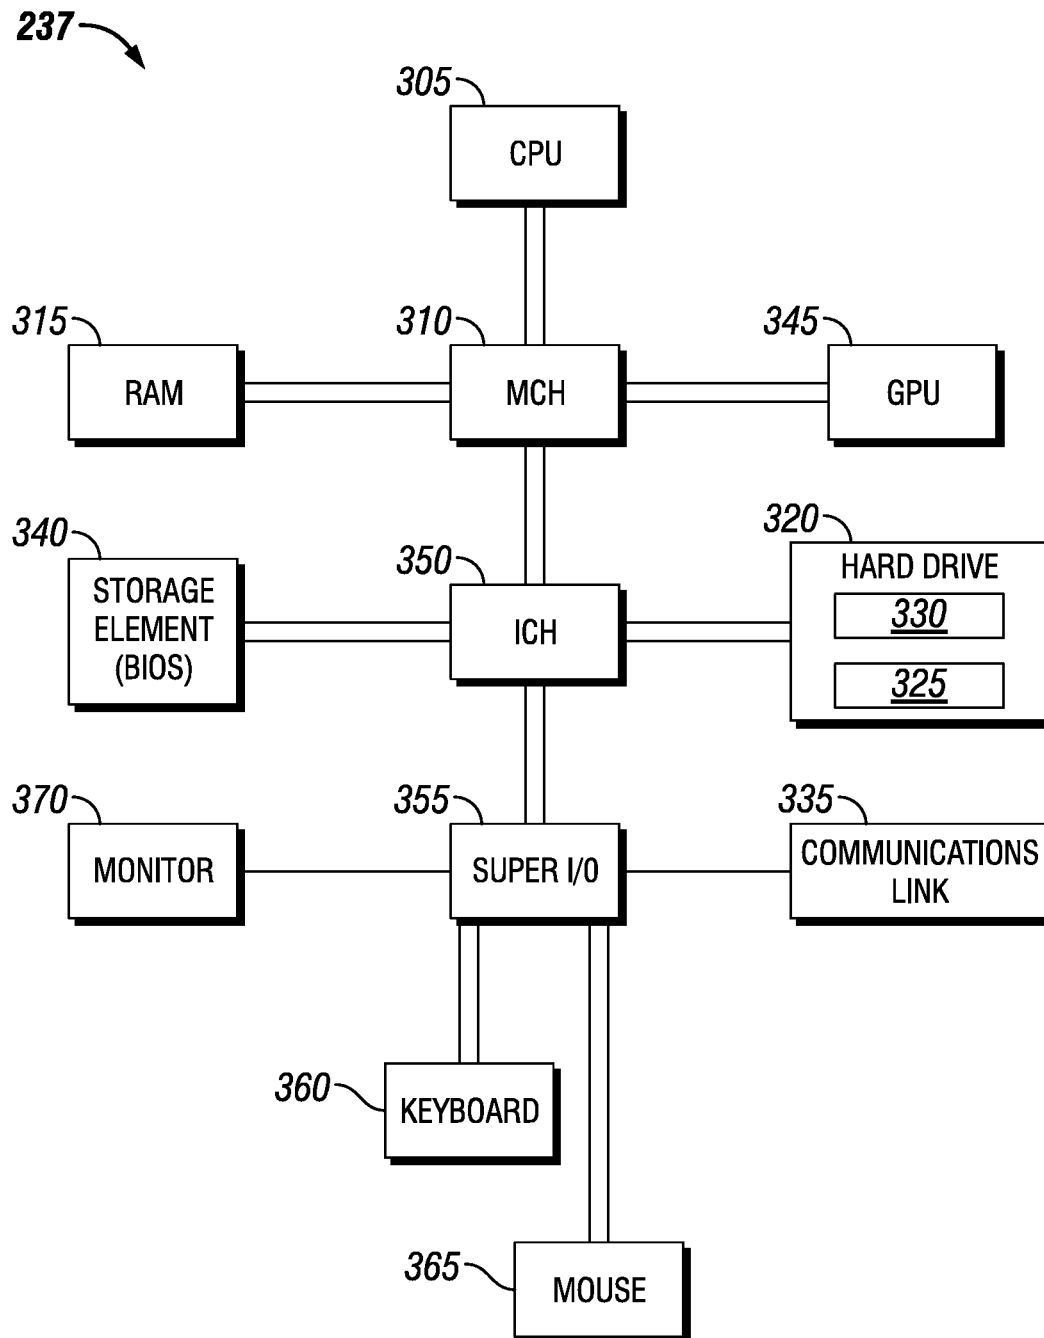 237
305
CPU
315
310
345
RAM
MCH
GPU
340
350
320
STORAGE
ELEMENT
(BIOS)
ICH
HARD DRIVE
330
325
370
355
335
MONITOR
SUPER I/0
COMMUNICATIONS
LINK
360
KEYBOARD
365
MOUSE